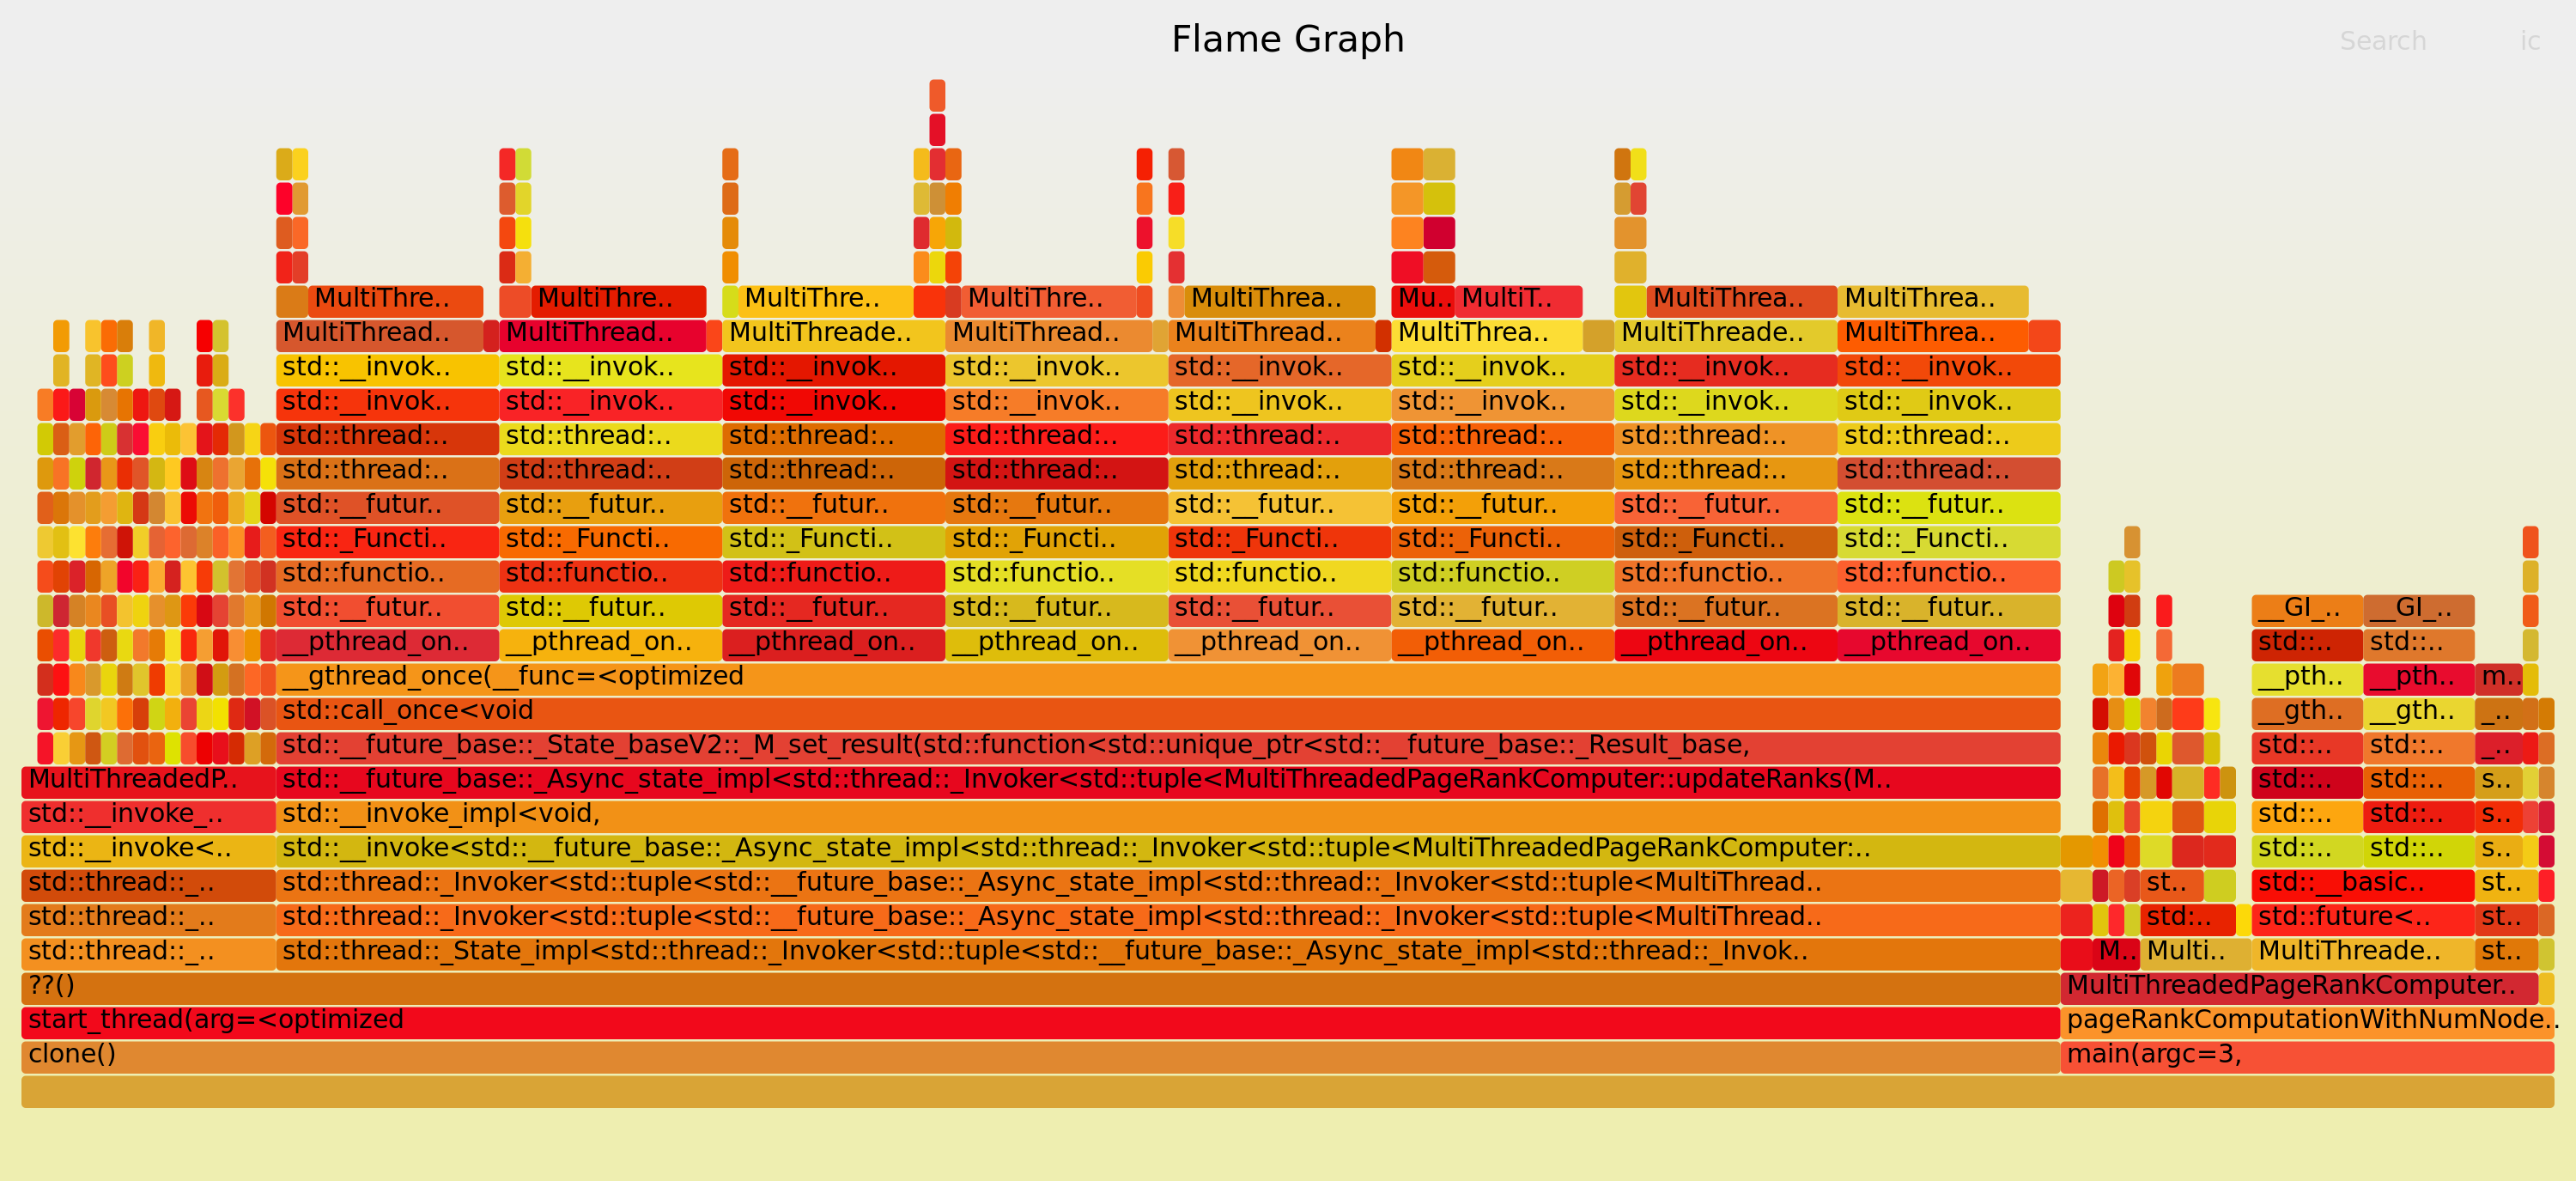 Flame Graph
Search ic
MultiThre.. MultiThre.. MultiThre.. MultiThre.. MultiThrea.. Mu.. MultiT.. MultiThrea.. MultiThrea..
MultiThread.. MultiThread.. MultiThreade.. MultiThread.. MultiThread.. MultiThrea.. MultiThreade.. MultiThrea..
std::__invok.. std::__invok.. std::__invok.. std::__invok.. std::__invok.. std::__invok.. std::__invok.. std::__invok..
std::__invok.. std::__invok.. std::__invok.. std::__invok.. std::__invok.. std::__invok.. std::__invok.. std::__invok..
std::thread:.. std::thread:.. std::thread:.. std::thread:.. std::thread:.. std::thread:.. std::thread:.. std::thread:..
std::thread:.. std::thread:.. std::thread:.. std::thread:.. std::thread:.. std::thread:.. std::thread:.. std::thread:..
std::__futur.. std::__futur.. std::__futur.. std::__futur.. std::__futur.. std::__futur.. std::__futur.. std::__futur..
std::_Functi.. std::_Functi.. std::_Functi.. std::_Functi.. std::_Functi.. std::_Functi.. std::_Functi.. std::_Functi..
std::functio.. std::functio.. std::functio.. std::functio.. std::functio.. std::functio.. std::functio.. std::functio..
std::__futur.. std::__futur.. std::__futur.. std::__futur.. std::__futur.. std::__futur.. std::__futur.. std::__futur.. __GI_.. __GI_..
__pthread_on.. __pthread_on.. __pthread_on.. __pthread_on.. __pthread_on.. __pthread_on.. __pthread_on.. __pthread_on.. std::.. std::..
__gthread_once(__func=<optimized __pth.. __pth.. m..
std::call_once<void __gth.. __gth.. _..
std::__future_base::_State_baseV2::_M_set_result(std::function<std::unique_ptr<std::__future_base::_Result_base, std::.. std::.. _..
MultiThreadedP.. std::__future_base::_Async_state_impl<std::thread::_Invoker<std::tuple<MultiThreadedPageRankComputer::updateRanks(M.. std::.. std::.. s..
std::__invoke_.. std::__invoke_impl<void, std::.. std::.. s..
std::__invoke<.. std::__invoke<std::__future_base::_Async_state_impl<std::thread::_Invoker<std::tuple<MultiThreadedPageRankComputer:.. std::.. std::.. s..
std::thread::_.. std::thread::_Invoker<std::tuple<std::__future_base::_Async_state_impl<std::thread::_Invoker<std::tuple<MultiThread.. st.. std::__basic.. st..
std::thread::_.. std::thread::_Invoker<std::tuple<std::__future_base::_Async_state_impl<std::thread::_Invoker<std::tuple<MultiThread.. std:.. std::future<.. st..
std::thread::_.. std::thread::_State_impl<std::thread::_Invoker<std::tuple<std::__future_base::_Async_state_impl<std::thread::_Invok.. M.. Multi.. MultiThreade.. st..
??() MultiThreadedPageRankComputer..
start_thread(arg=<optimized pageRankComputationWithNumNode..
clone() main(argc=3,